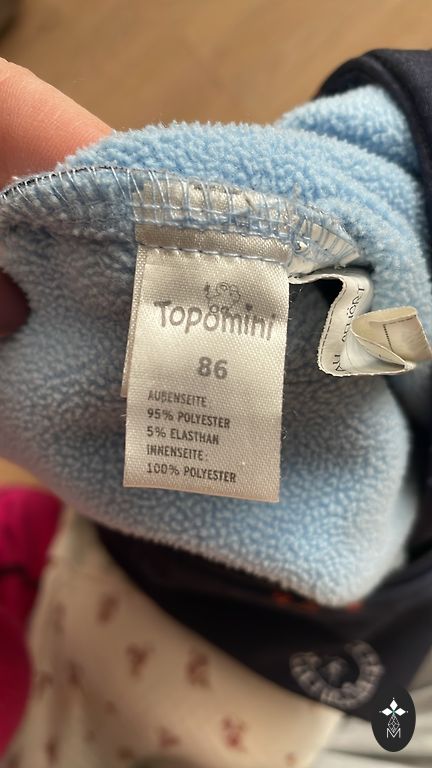 Topomini
86
AUßENSEITE:
95% POLYESTER
5% ELASTHAN
INNENSEITE:
100% POLYESTER
M